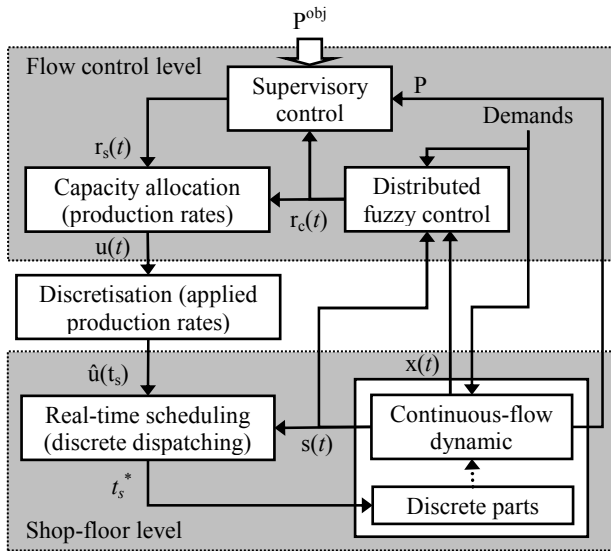 P^obj
Flow control level
Supervisory
control
P
Demands
r_s(t)
Capacity allocation
(production rates)
r_c(t)
Distributed
fuzzy control
u(t)
Discretisation (applied
production rates)
û(t_s)
x(t)
Real-time scheduling
(discrete dispatching)
s(t)
Continuous-flow
dynamic
t_s^*
Discrete parts
Shop-floor level